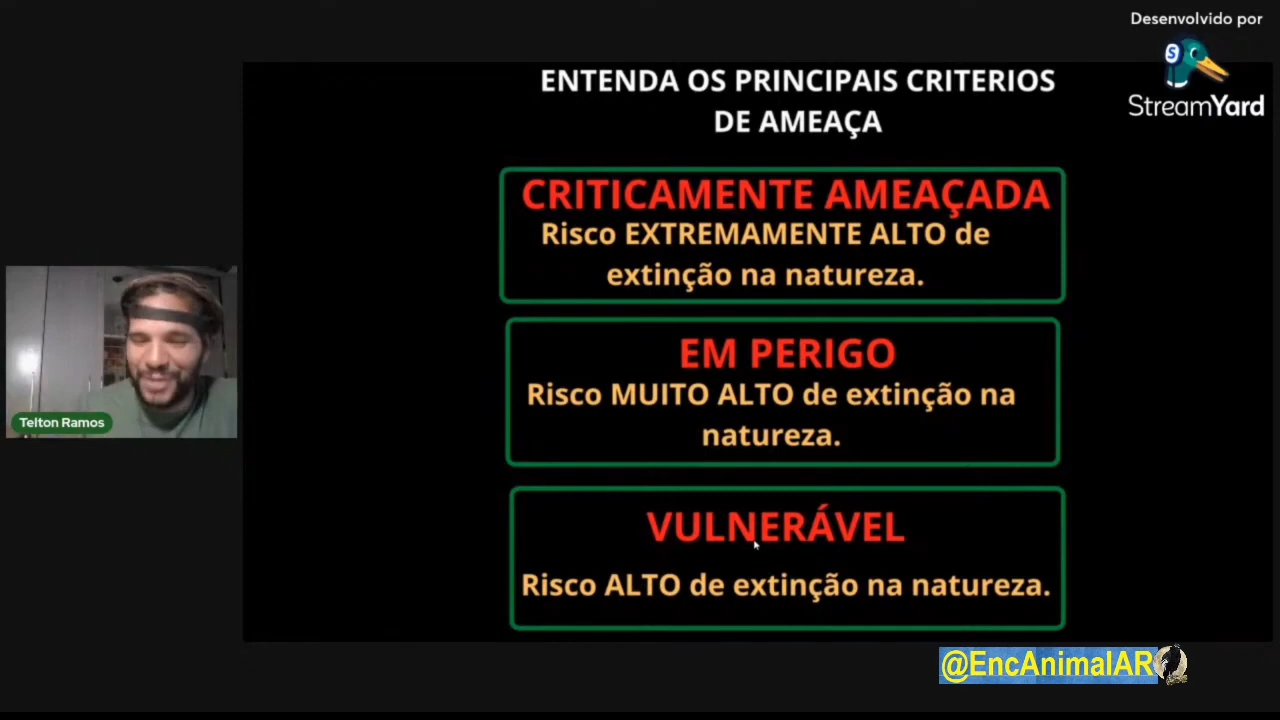 Desenvolvido por
StreamYard
ENTENDA OS PRINCIPAIS CRITERIOS
DE AMEAÇA
CRITICAMENTE AMEAÇADA
Risco EXTREMAMENTE ALTO de
extinção na natureza.
EM PERIGO
Risco MUITO ALTO de extinção na
natureza.
VULNERÁVEL
Risco ALTO de extinção na natureza.
Telton Ramos
@EncAnimalAR